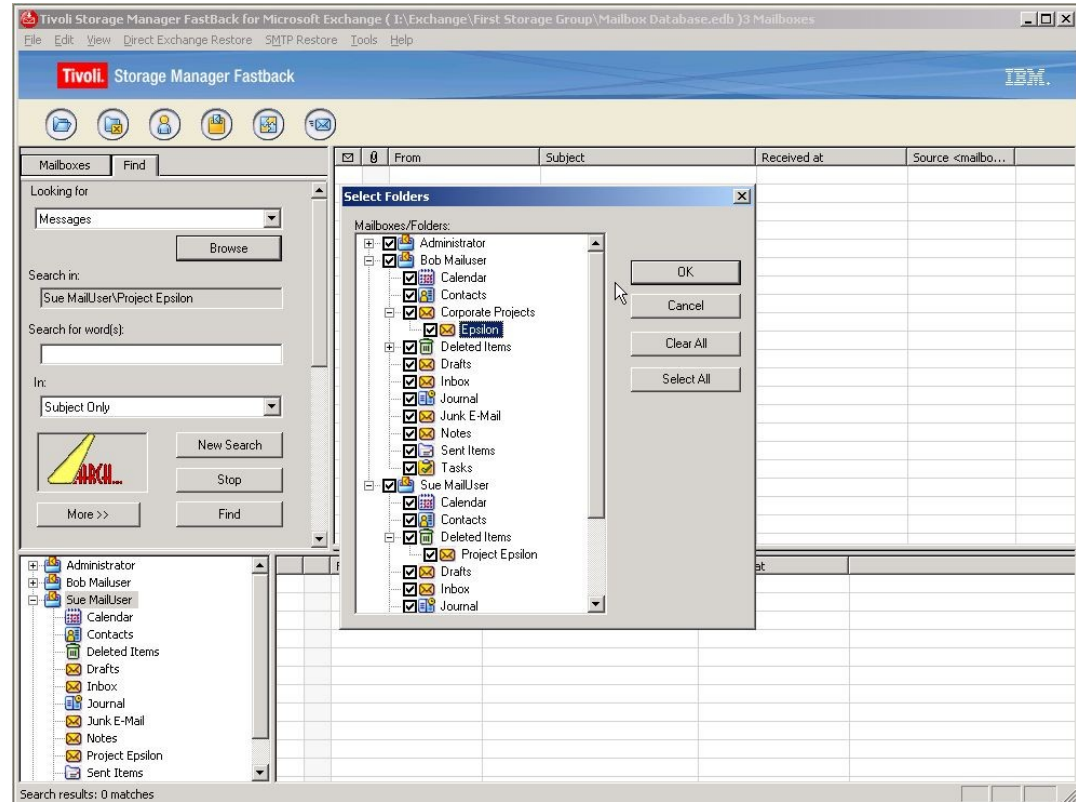 Tivoli Storage Manager FastBack for Microsoft Exchange ( I:\Exchange\First Storage Group\Mailbox Database.edb )3 Mailboxes
File Edit View Direct Exchange Restore SMTP Restore Tools Help
Tivoli. Storage Manager Fastback
IBM.
Mailboxes Find
From Subject Received at Source <mailbo...
Looking for
Messages
Browse
Search in:
Sue MailUser\Project Epsilon
Search for word(s):
In:
Subject Only
New Search
Stop
More >> Find
Select Folders
Mailboxes/Folders:
Administrator
Bob Mailuser
Calendar
Contacts
Corporate Projects
Epsilon
Deleted Items
Drafts
Inbox
Journal
Junk E-Mail
Notes
Sent Items
Tasks
Sue MailUser
Calendar
Contacts
Deleted Items
Project Epsilon
Drafts
Inbox
Journal
OK
Cancel
Clear All
Select All
Administrator
Bob Mailuser
Sue MailUser
Calendar
Contacts
Deleted Items
Drafts
Inbox
Journal
Junk E-Mail
Notes
Project Epsilon
Sent Items
at
Search results: 0 matches